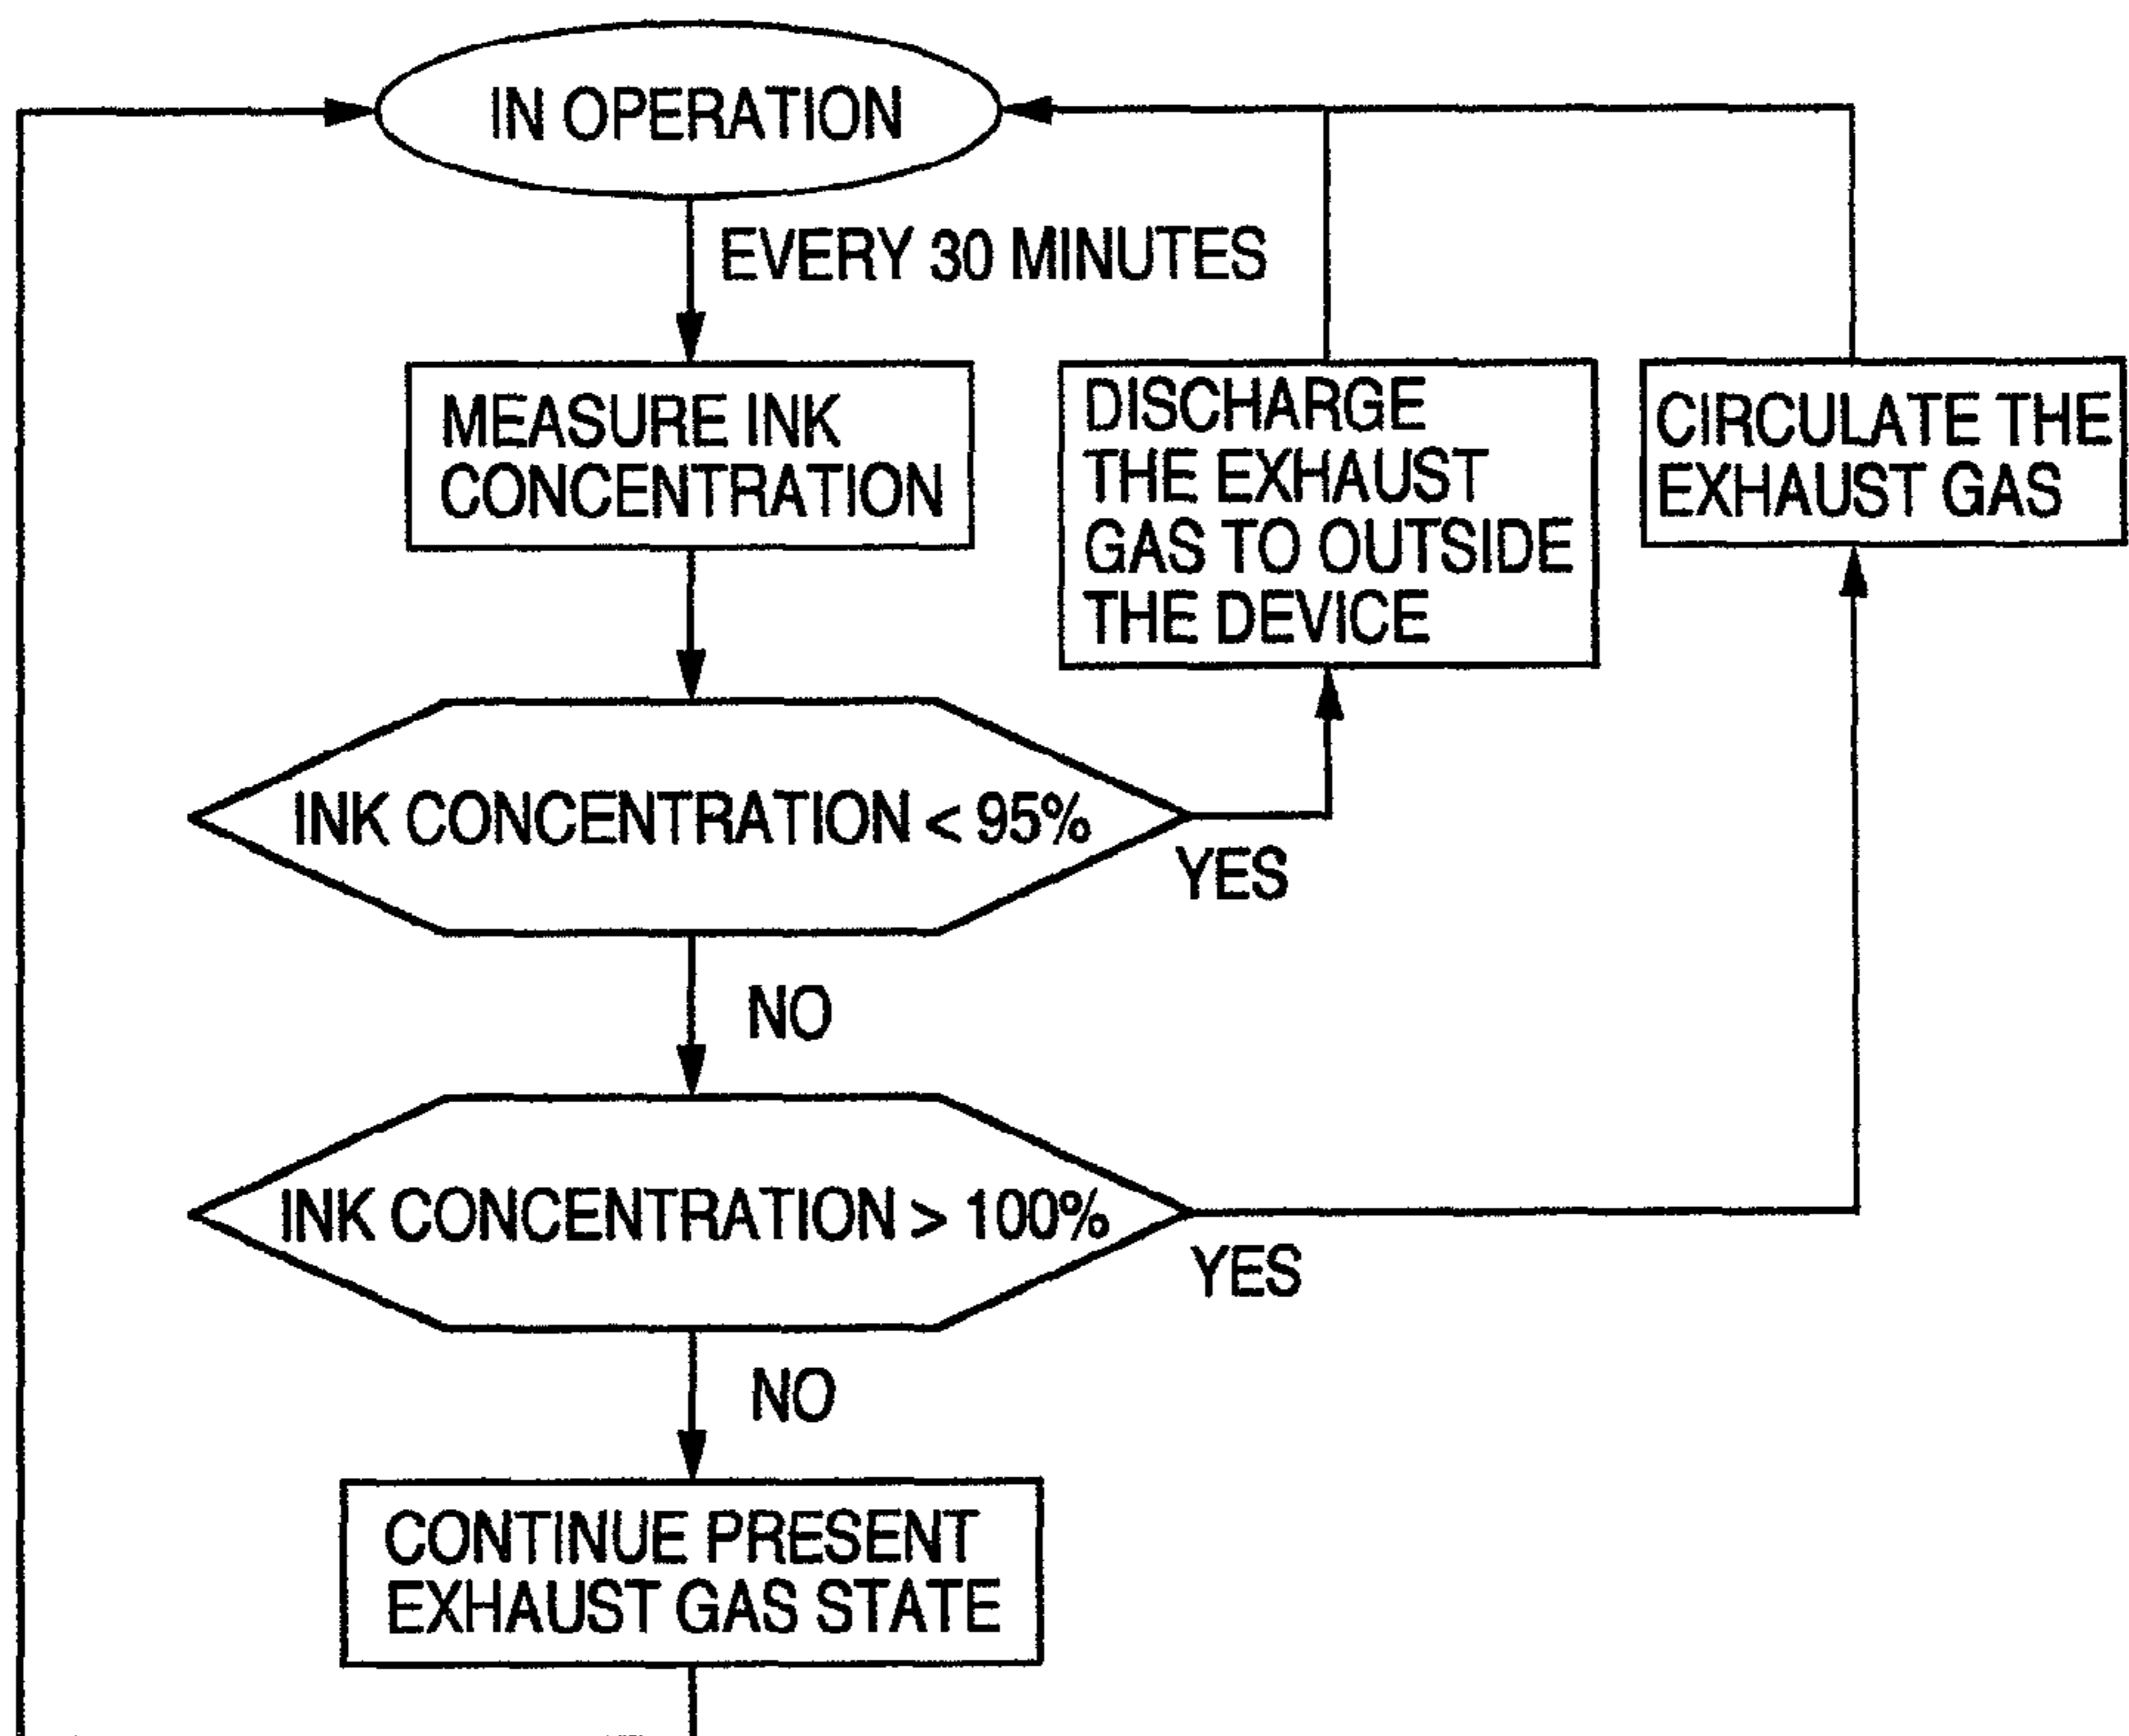 IN OPERATION
EVERY 30 MINUTES
MEASURE INK
CONCENTRATION
DISCHARGE
THE EXHAUST
GAS TO OUTSIDE
THE DEVICE
CIRCULATE THE
EXHAUST GAS
INK CONCENTRATION < 95%
YES
NO
INK CONCENTRATION > 100%
YES
NO
CONTINUE PRESENT
EXHAUST GAS STATE